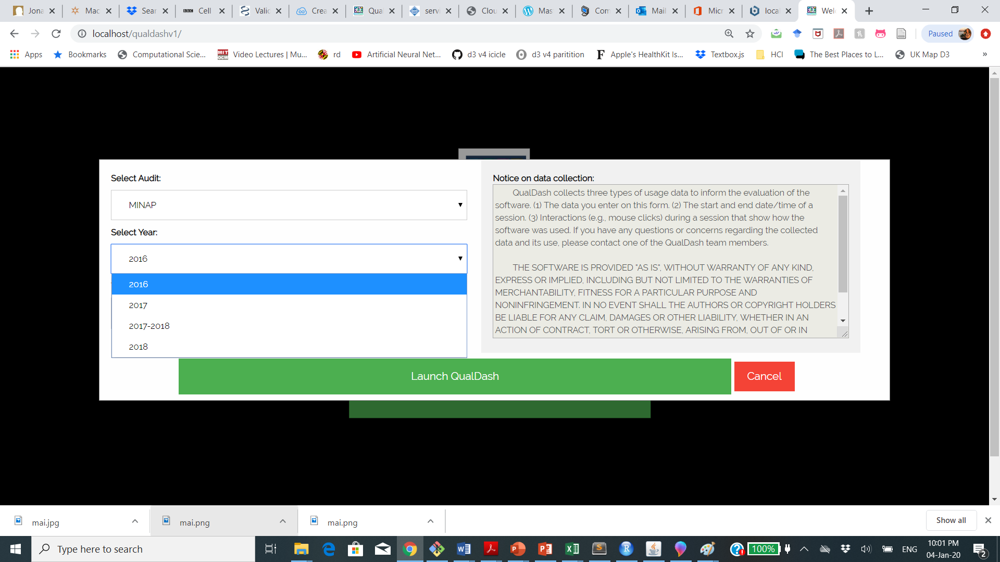 Jona
Mac
Sear
BBC
Cell
Valic
Crea
Qual
servi
Clou
Mas
Com
Mail
Micr
local
Wel
localhost/qualdashv1/
Paused
Apps
Bookmarks
Computational Scie...
MIT
OCW
Video Lectures | Mu...
rd
Artificial Neural Net...
d3 v4 icicle
d3 v4 paritition
Apple's HealthKit Is...
Textbox.js
HCI
The Best Places to L...
UK Map D3
»
Select Audit:
MINAP
Select Year:
2016
2016
2017
2017-2018
2018
Notice on data collection:
QualDash collects three types of usage data to inform the evaluation of the
software. (1) The data you enter on this form. (2) The start and end date/time of a
session. (3) Interactions (e.g., mouse clicks) during a session that show how the
software was used. If you have any questions or concerns regarding the collected
data and its use, please contact one of the QualDash team members.
THE SOFTWARE IS PROVIDED "AS IS", WITHOUT WARRANTY OF ANY KIND,
EXPRESS OR IMPLIED, INCLUDING BUT NOT LIMITED TO THE WARRANTIES OF
MERCHANTABILITY, FITNESS FOR A PARTICULAR PURPOSE AND
NONINFRINGEMENT. IN NO EVENT SHALL THE AUTHORS OR COPYRIGHT HOLDERS
BE LIABLE FOR ANY CLAIM, DAMAGES OR OTHER LIABILITY, WHETHER IN AN
ACTION OF CONTRACT, TORT OR OTHERWISE, ARISING FROM, OUT OF OR IN
Launch QualDash
Cancel
mai.jpg
mai.png
mai.png
Show all
Type here to search
100%
ENG
10:01 PM
04-Jan-20
2